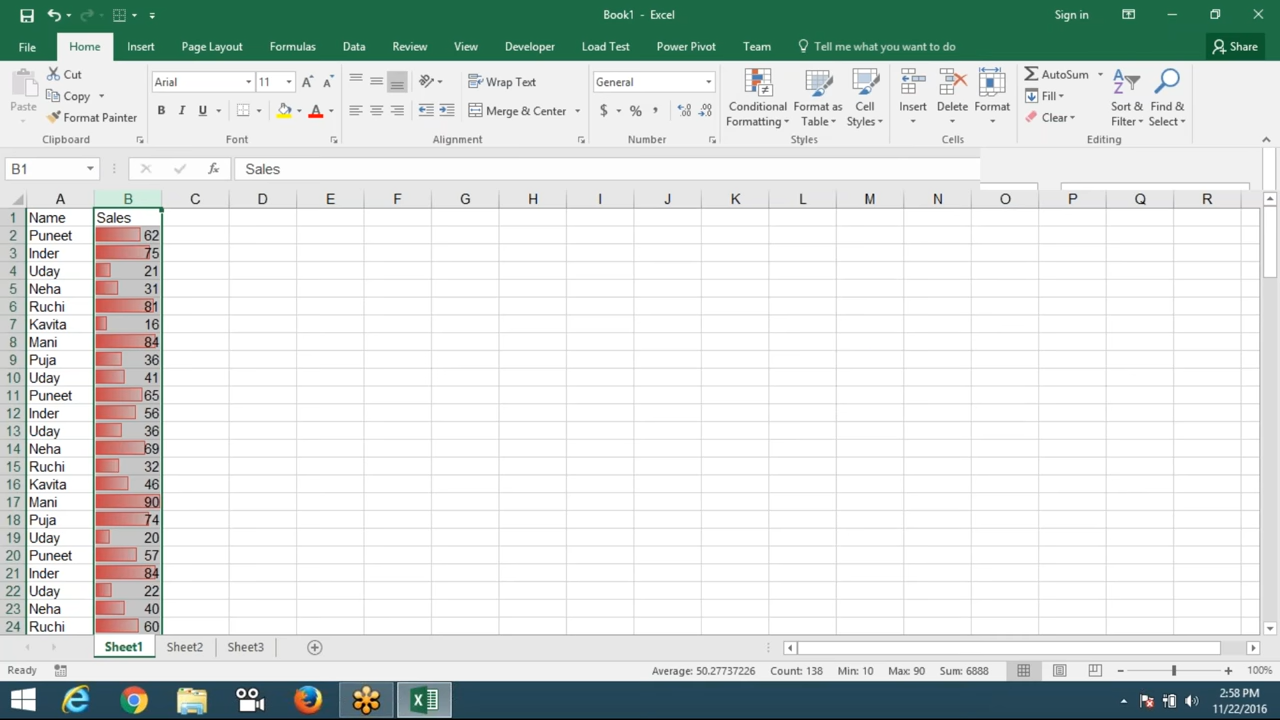 Book1 - Excel
Sign in
File Home Insert Page Layout Formulas Data Review View Developer Load Test Power Pivot Team Tell me what you want to do Share
Paste
Cut
Copy
Format Painter
Clipboard
Arial 11
B I U
Font
Wrap Text
Merge & Center
Alignment
General
$ % ,
Number
Conditional Formatting
Format as Table
Cell Styles
Styles
Insert
Delete
Format
Cells
AutoSum
Fill
Clear
Sort & Filter
Find & Select
Editing
B1 fx Sales
A B C D E F G H I J K L M N O P Q R
1 Name Sales
2 Puneet 62
3 Inder 75
4 Uday 21
5 Neha 31
6 Ruchi 81
7 Kavita 16
8 Mani 84
9 Puja 36
10 Uday 41
11 Puneet 65
12 Inder 56
13 Uday 36
14 Neha 69
15 Ruchi 32
16 Kavita 46
17 Mani 90
18 Puja 74
19 Uday 20
20 Puneet 57
21 Inder 84
22 Uday 22
23 Neha 40
24 Ruchi 60
Sheet1 Sheet2 Sheet3
Ready Average: 50.27737226 Count: 138 Min: 10 Max: 90 Sum: 6888 100%
2:58 PM
11/22/2016